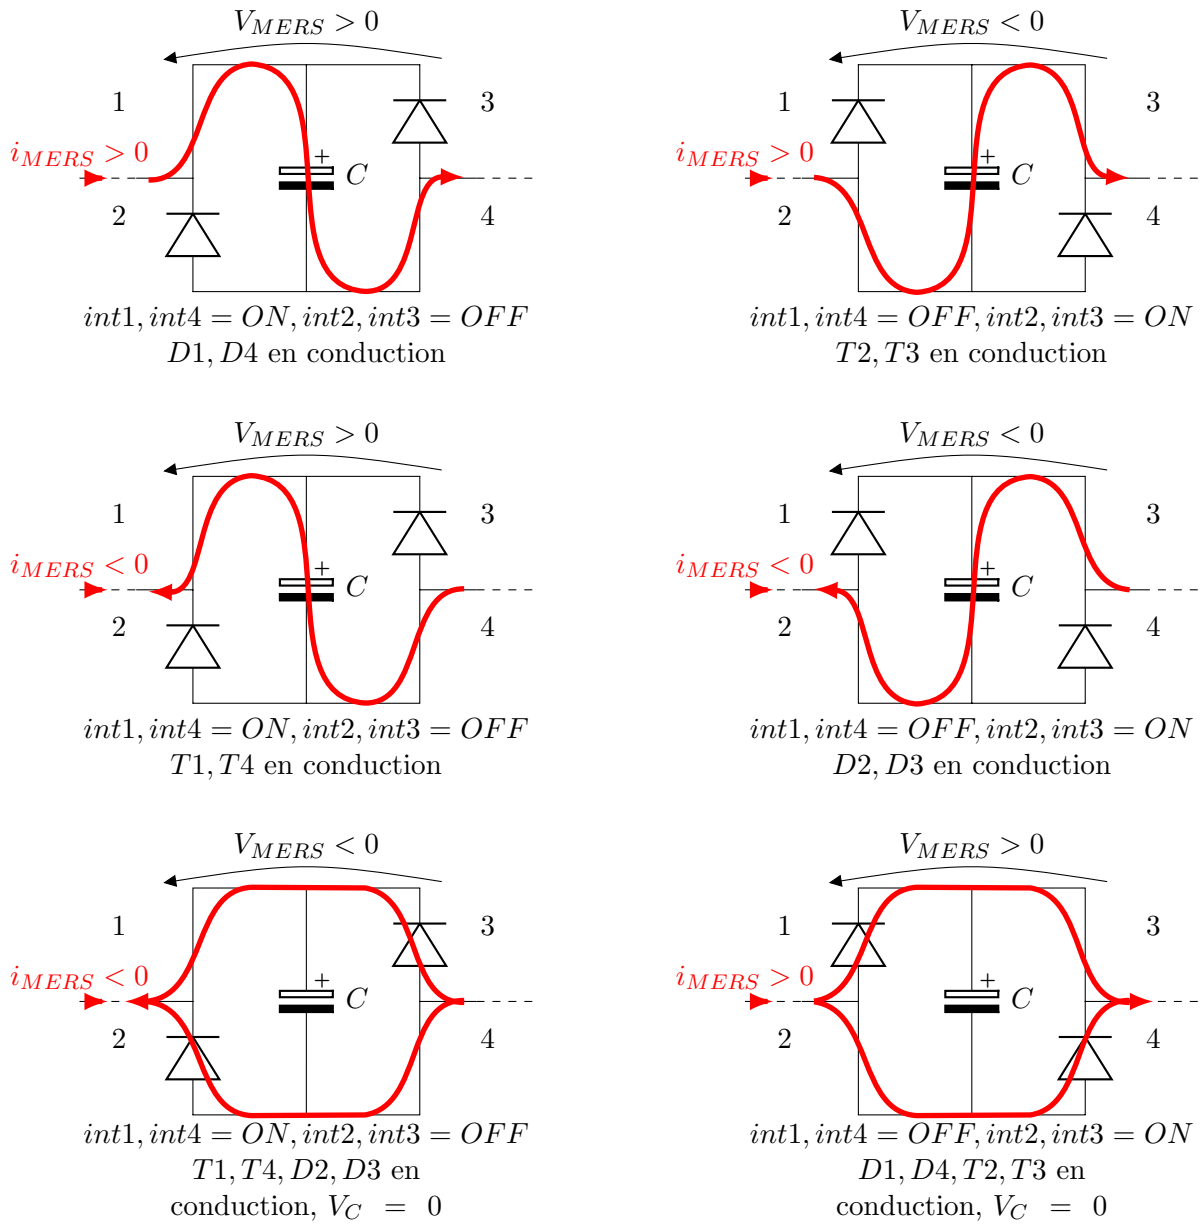 V_MERS > 0
1
3
i_MERS > 0
+
C
2
4
int1, int4 = ON, int2, int3 = OFF
D1, D4 en conduction
V_MERS < 0
1
3
i_MERS > 0
+
C
2
4
int1, int4 = OFF, int2, int3 = ON
T2, T3 en conduction
V_MERS > 0
1
3
i_MERS < 0
+
C
2
4
int1, int4 = ON, int2, int3 = OFF
T1, T4 en conduction
V_MERS < 0
1
3
i_MERS < 0
+
C
2
4
int1, int4 = OFF, int2, int3 = ON
D2, D3 en conduction
V_MERS < 0
1
3
i_MERS < 0
+
C
2
4
int1, int4 = ON, int2, int3 = OFF
T1, T4, D2, D3 en
conduction, V_C = 0
V_MERS > 0
1
3
i_MERS > 0
+
C
2
4
int1, int4 = OFF, int2, int3 = ON
D1, D4, T2, T3 en
conduction, V_C = 0